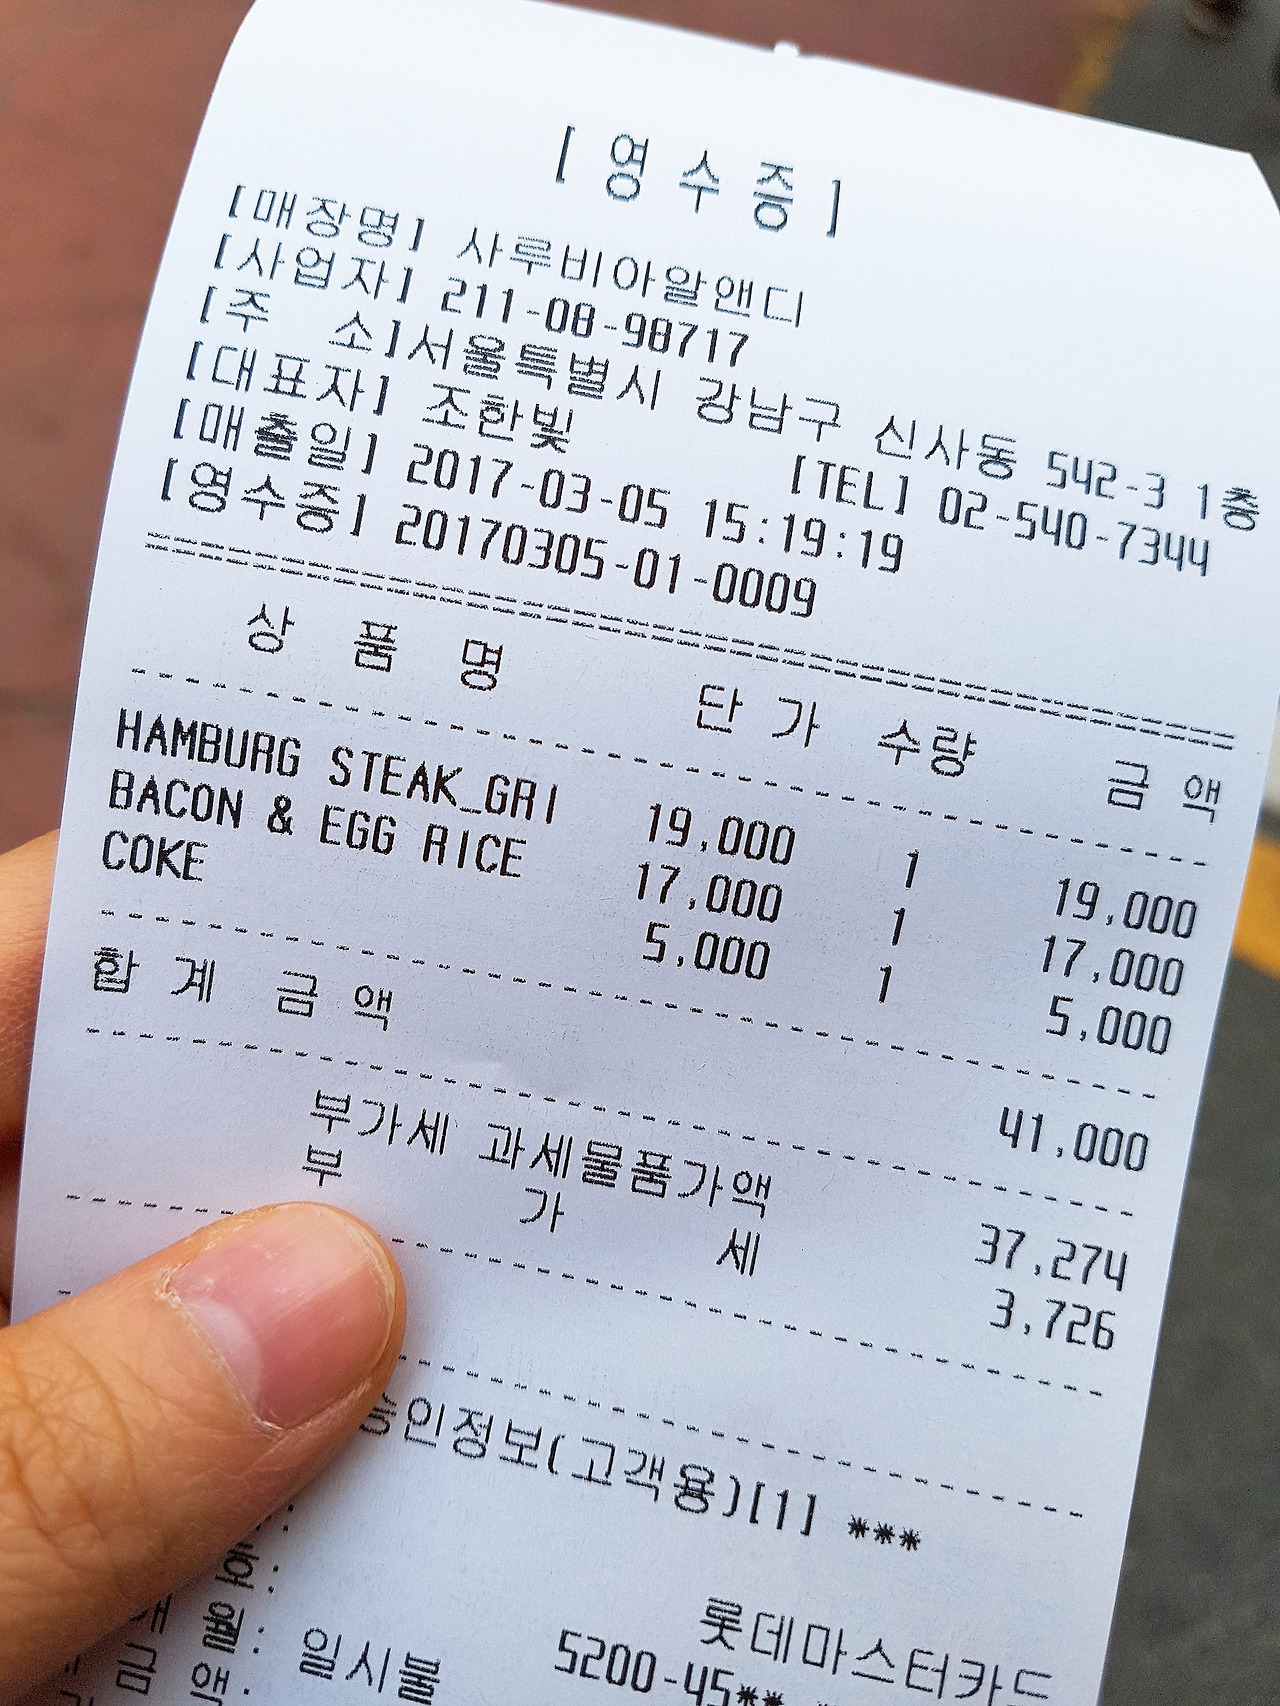 [ 영 수 증 ]
[매장명] 사루비아알앤디
[사업자] 211-08-98717
[주 소]서울특별시 강남구 신사동 542-3 1층
[대표자] 조한빛 [TEL] 02-540-7344
[매출일] 2017-03-05 15:19:19
[영수증] 20170305-01-0009
상 품 명 단 가 수량 금 액
HAMBURG STEAK_GRI 19,000 1 19,000
BACON & EGG RICE 17,000 1 17,000
COKE 5,000 1 5,000
합 계 금 액 41,000
부가세 과세물품가액 37,274
부 가 세 3,726
승인정보(고객용)[1] ***
롯데마스터카드
5200-45**
월: 일시불
금 액: